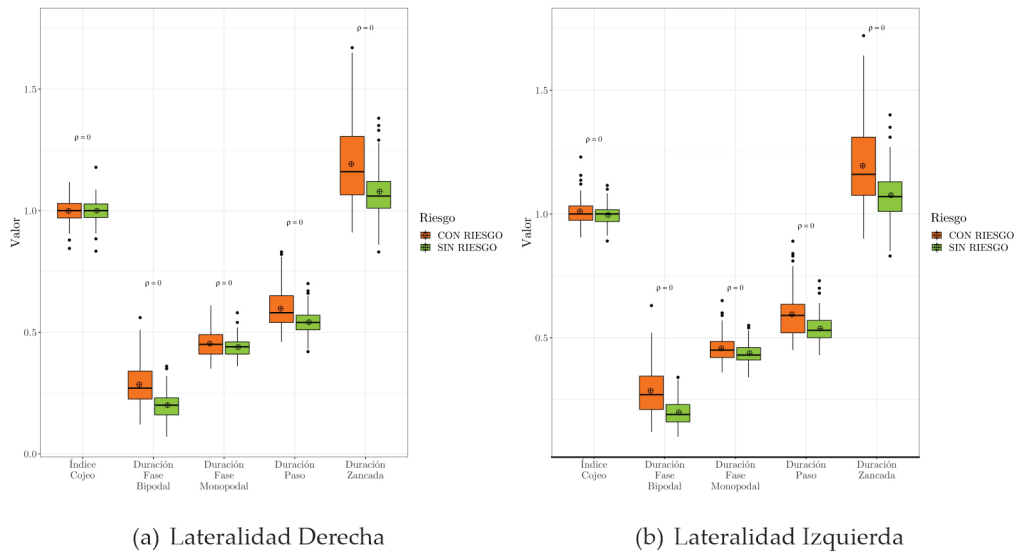 ρ = 0
ρ = 0
ρ = 0
ρ = 0
ρ = 0
1.5
1.0
0.5
0.0
Valor
Índice
Cojeo
Duración
Fase
Bipodal
Duración
Fase
Monopodal
Duración
Paso
Duración
Zancada
Riesgo
CON RIESGO
SIN RIESGO
(a) Lateralidad Derecha
ρ = 0
ρ = 0
ρ = 0
ρ = 0
ρ = 0
1.5
1.0
0.5
Valor
Índice
Cojeo
Duración
Fase
Bipodal
Duración
Fase
Monopodal
Duración
Paso
Duración
Zancada
Riesgo
CON RIESGO
SIN RIESGO
(b) Lateralidad Izquierda